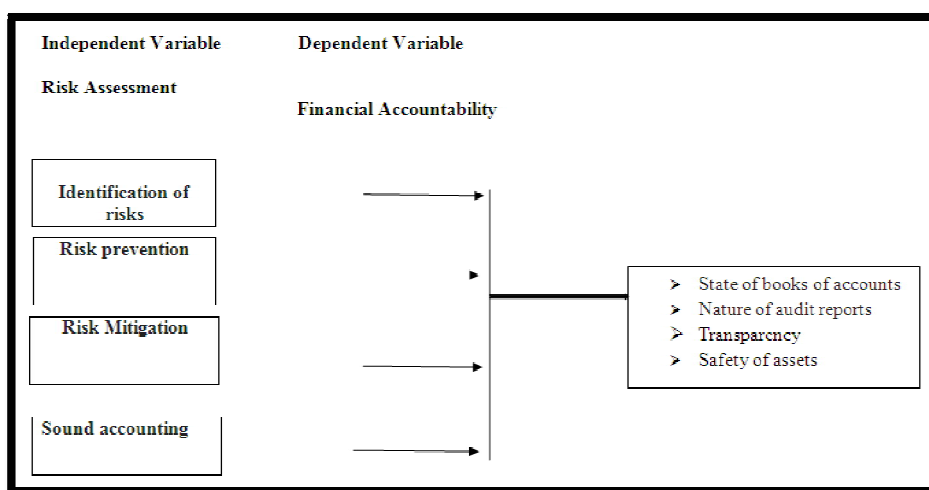 Independent Variable
Dependent Variable
Risk Assessment
Financial Accountability
Identification of
risks
Risk prevention
Risk Mitigation
Sound accounting
State of books of accounts
Nature of audit reports
Transparency
Safety of assets